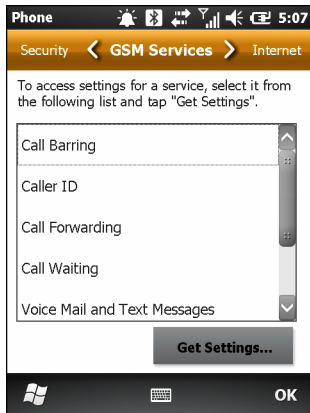 Phone 5:07
Security GSM Services Internet
To access settings for a service, select it from
the following list and tap "Get Settings".
Call Barring
Caller ID
Call Forwarding
Call Waiting
Voice Mail and Text Messages
Get Settings...
OK